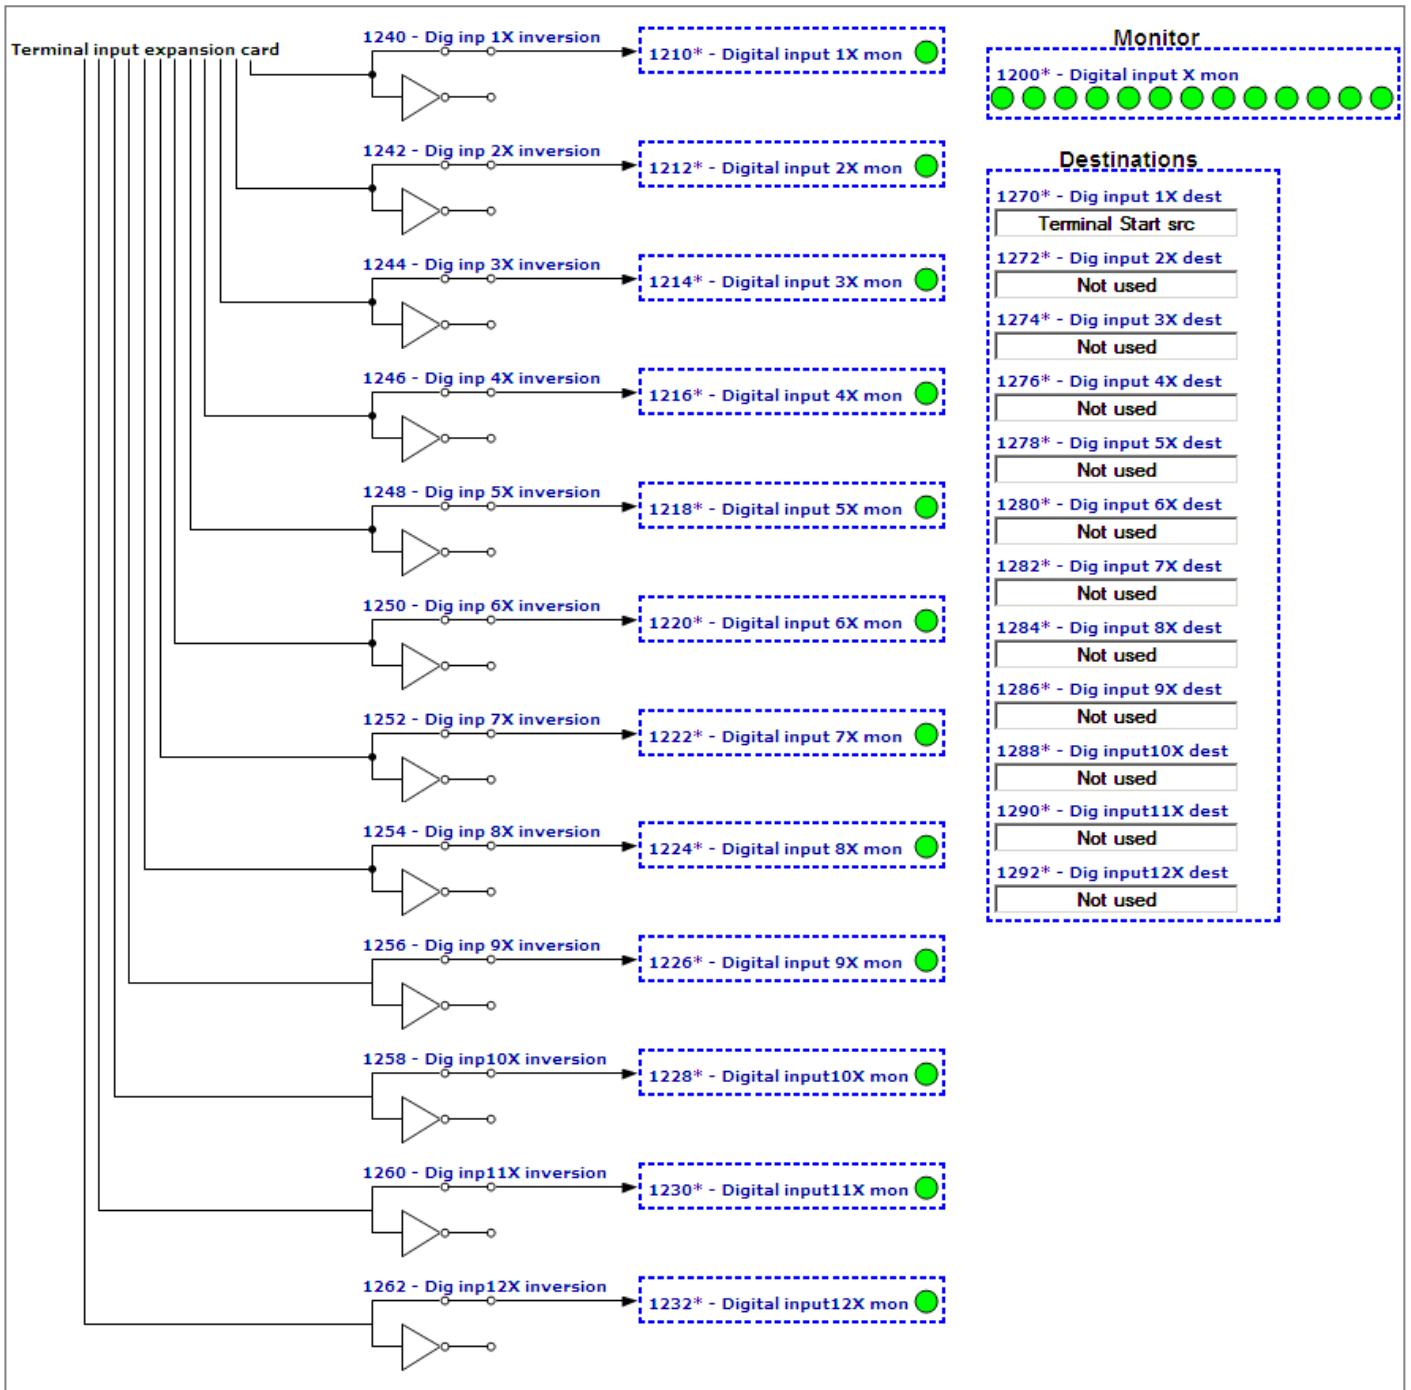 Terminal input expansion card
1240 - Dig inp 1X inversion
1210* - Digital input 1X mon
1242 - Dig inp 2X inversion
1212* - Digital input 2X mon
1244 - Dig inp 3X inversion
1214* - Digital input 3X mon
1246 - Dig inp 4X inversion
1216* - Digital input 4X mon
1248 - Dig inp 5X inversion
1218* - Digital input 5X mon
1250 - Dig inp 6X inversion
1220* - Digital input 6X mon
1252 - Dig inp 7X inversion
1222* - Digital input 7X mon
1254 - Dig inp 8X inversion
1224* - Digital input 8X mon
1256 - Dig inp 9X inversion
1226* - Digital input 9X mon
1258 - Dig inp10X inversion
1228* - Digital input10X mon
1260 - Dig inp11X inversion
1230* - Digital input11X mon
1262 - Dig inp12X inversion
1232* - Digital input12X mon
Monitor
1200* - Digital input X mon
Destinations
1270* - Dig input 1X dest
Terminal Start src
1272* - Dig input 2X dest
Not used
1274* - Dig input 3X dest
Not used
1276* - Dig input 4X dest
Not used
1278* - Dig input 5X dest
Not used
1280* - Dig input 6X dest
Not used
1282* - Dig input 7X dest
Not used
1284* - Dig input 8X dest
Not used
1286* - Dig input 9X dest
Not used
1288* - Dig input10X dest
Not used
1290* - Dig input11X dest
Not used
1292* - Dig input12X dest
Not used